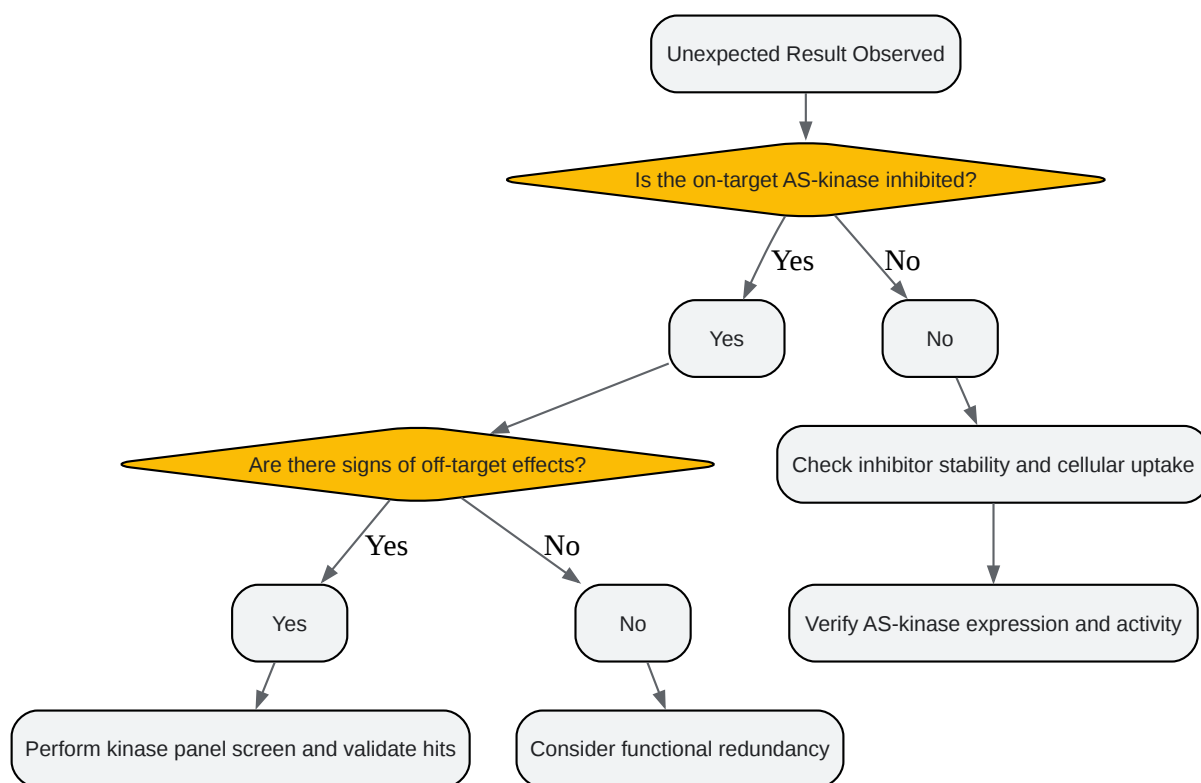 Unexpected Result Observed
Is the on-target AS-kinase inhibited?
Yes
No
Yes
No
Check inhibitor stability and cellular uptake
Are there signs of off-target effects?
Yes
No
Yes
No
Verify AS-kinase expression and activity
Perform kinase panel screen and validate hits
Consider functional redundancy